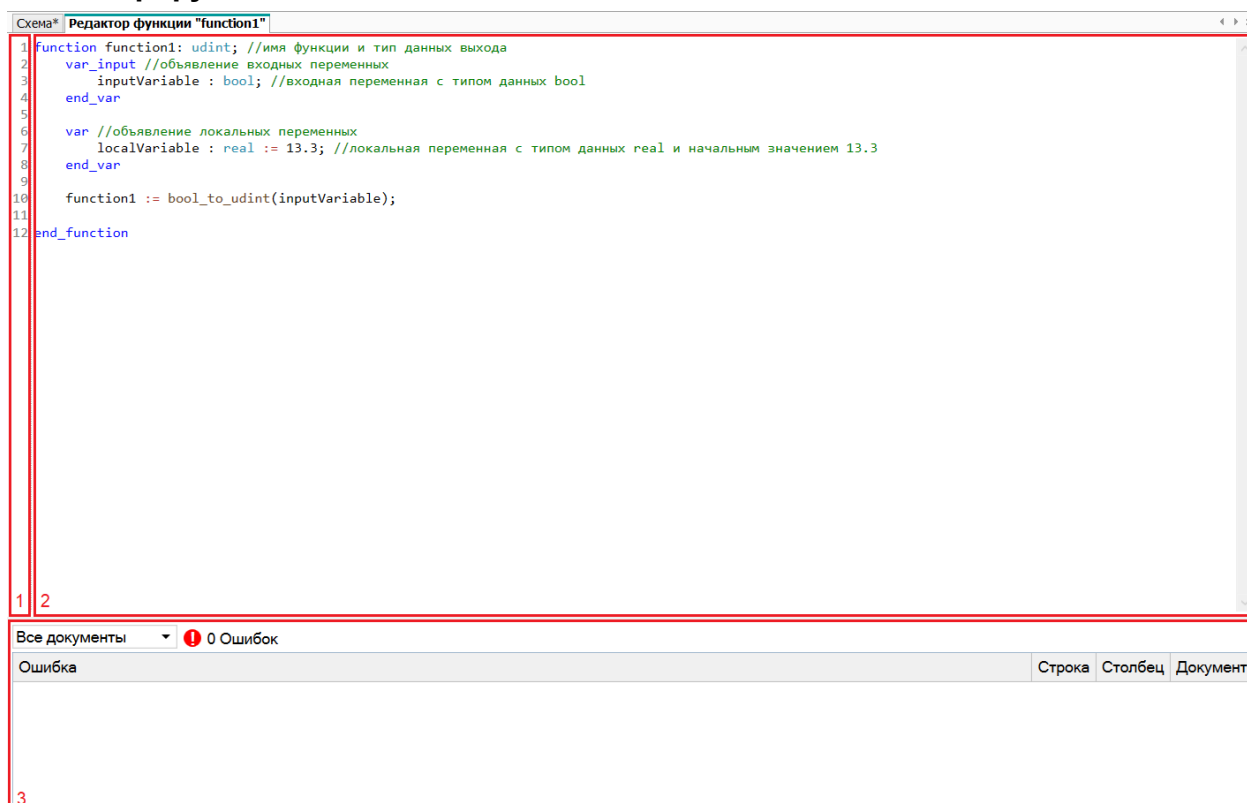 Схема* Редактор функции "function1"
1 function function1: udint; //имя функции и тип данных выхода
2 var_input //объявление входных переменных
3 inputVariable : bool; //входная переменная с типом данных bool
4 end_var
5
6 var //объявление локальных переменных
7 localVariable : real := 13.3; //локальная переменная с типом данных real и начальным значением 13.3
8 end_var
9
10 function1 := bool_to_udint(inputVariable);
11
12 end_function
1 2
Все документы 0 Ошибок
Ошибка Строка Столбец Документ
3